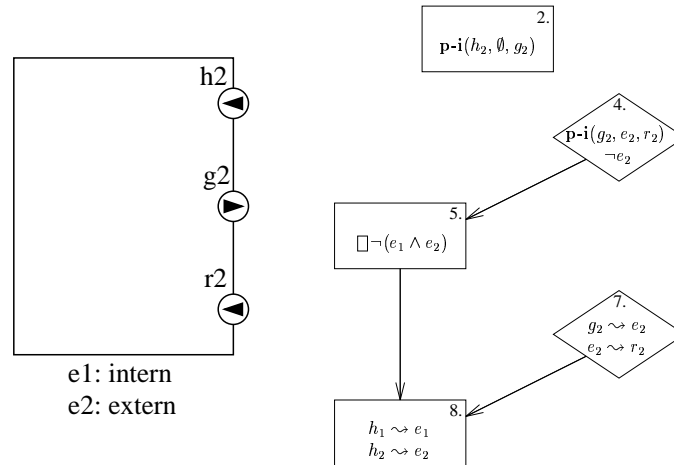 h2
g2
r2
e1: intern
e2: extern
2.
p-i(h₂, ∅, g₂)
4.
p-i(g₂, e₂, r₂)
¬e₂
5.
□¬(e₁ ∧ e₂)
7.
g₂ ⤳ e₂
e₂ ⤳ r₂
8.
h₁ ⤳ e₁
h₂ ⤳ e₂